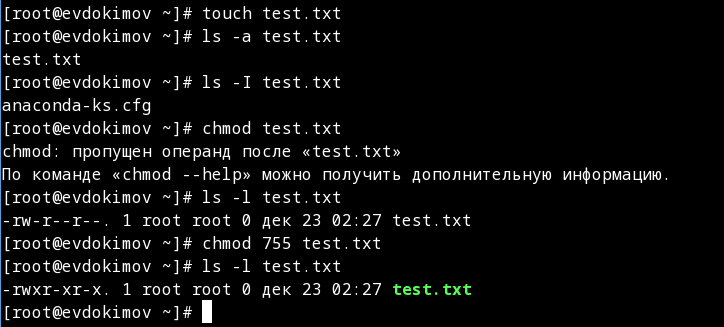 [root@evdokimov ~]# touch test.txt
[root@evdokimov ~]# ls -a test.txt
test.txt
[root@evdokimov ~]# ls -I test.txt
anaconda-ks.cfg
[root@evdokimov ~]# chmod test.txt
chmod: пропущен операнд после «test.txt»
По команде «chmod --help» можно получить дополнительную информацию.
[root@evdokimov ~]# ls -l test.txt
-rw-r--r--. 1 root root 0 дек 23 02:27 test.txt
[root@evdokimov ~]# chmod 755 test.txt
[root@evdokimov ~]# ls -l test.txt
-rwxr-xr-x. 1 root root 0 дек 23 02:27 test.txt
[root@evdokimov ~]#